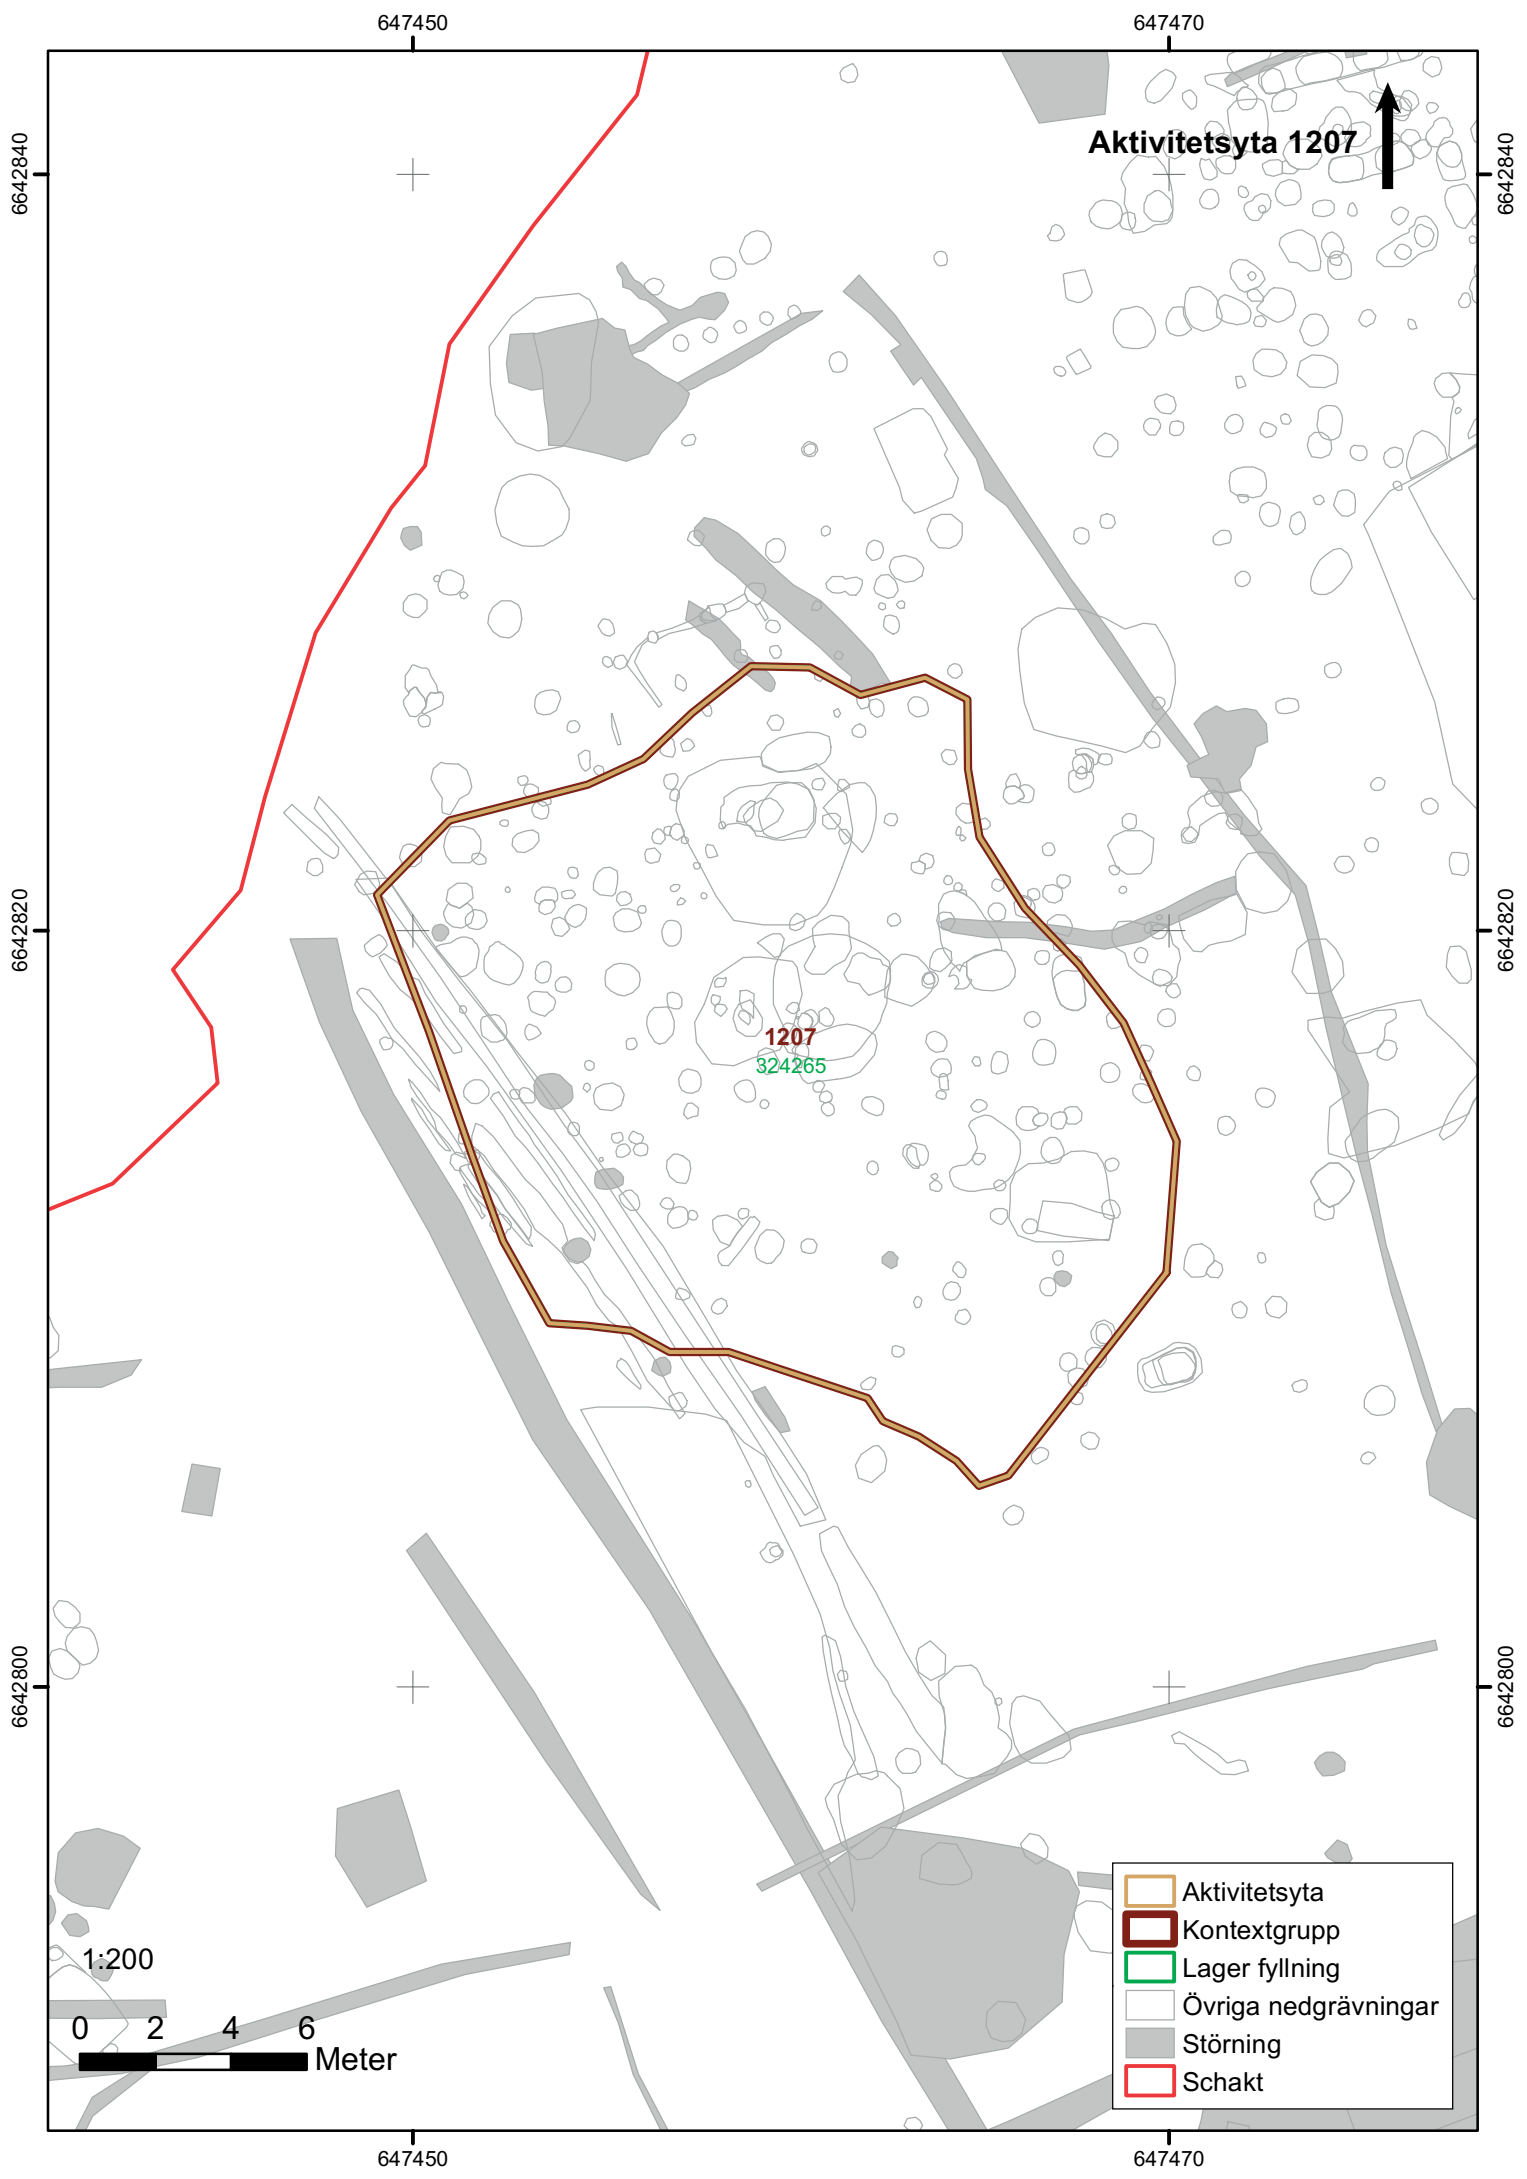 647450
647470
6642840
Aktivitetsyta 1207
6642840
6642820
6642820
1207
324265
6642800
6642800
Aktivitetsyta
Kontextgrupp
Lager fyllning
Övriga nedgrävningar
Störning
Schakt
1:200
0 2 4 6
Meter
647450
647470